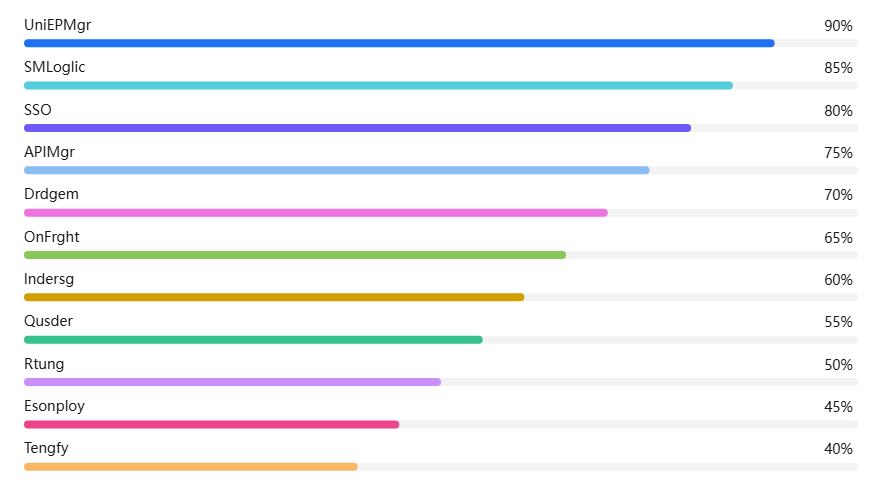 UniEPMgr 90%
SMLoglic 85%
SSO 80%
APIMgr 75%
Drdgem 70%
OnFrght 65%
Indersg 60%
Qusder 55%
Rtung 50%
Esonploy 45%
Tengfy 40%